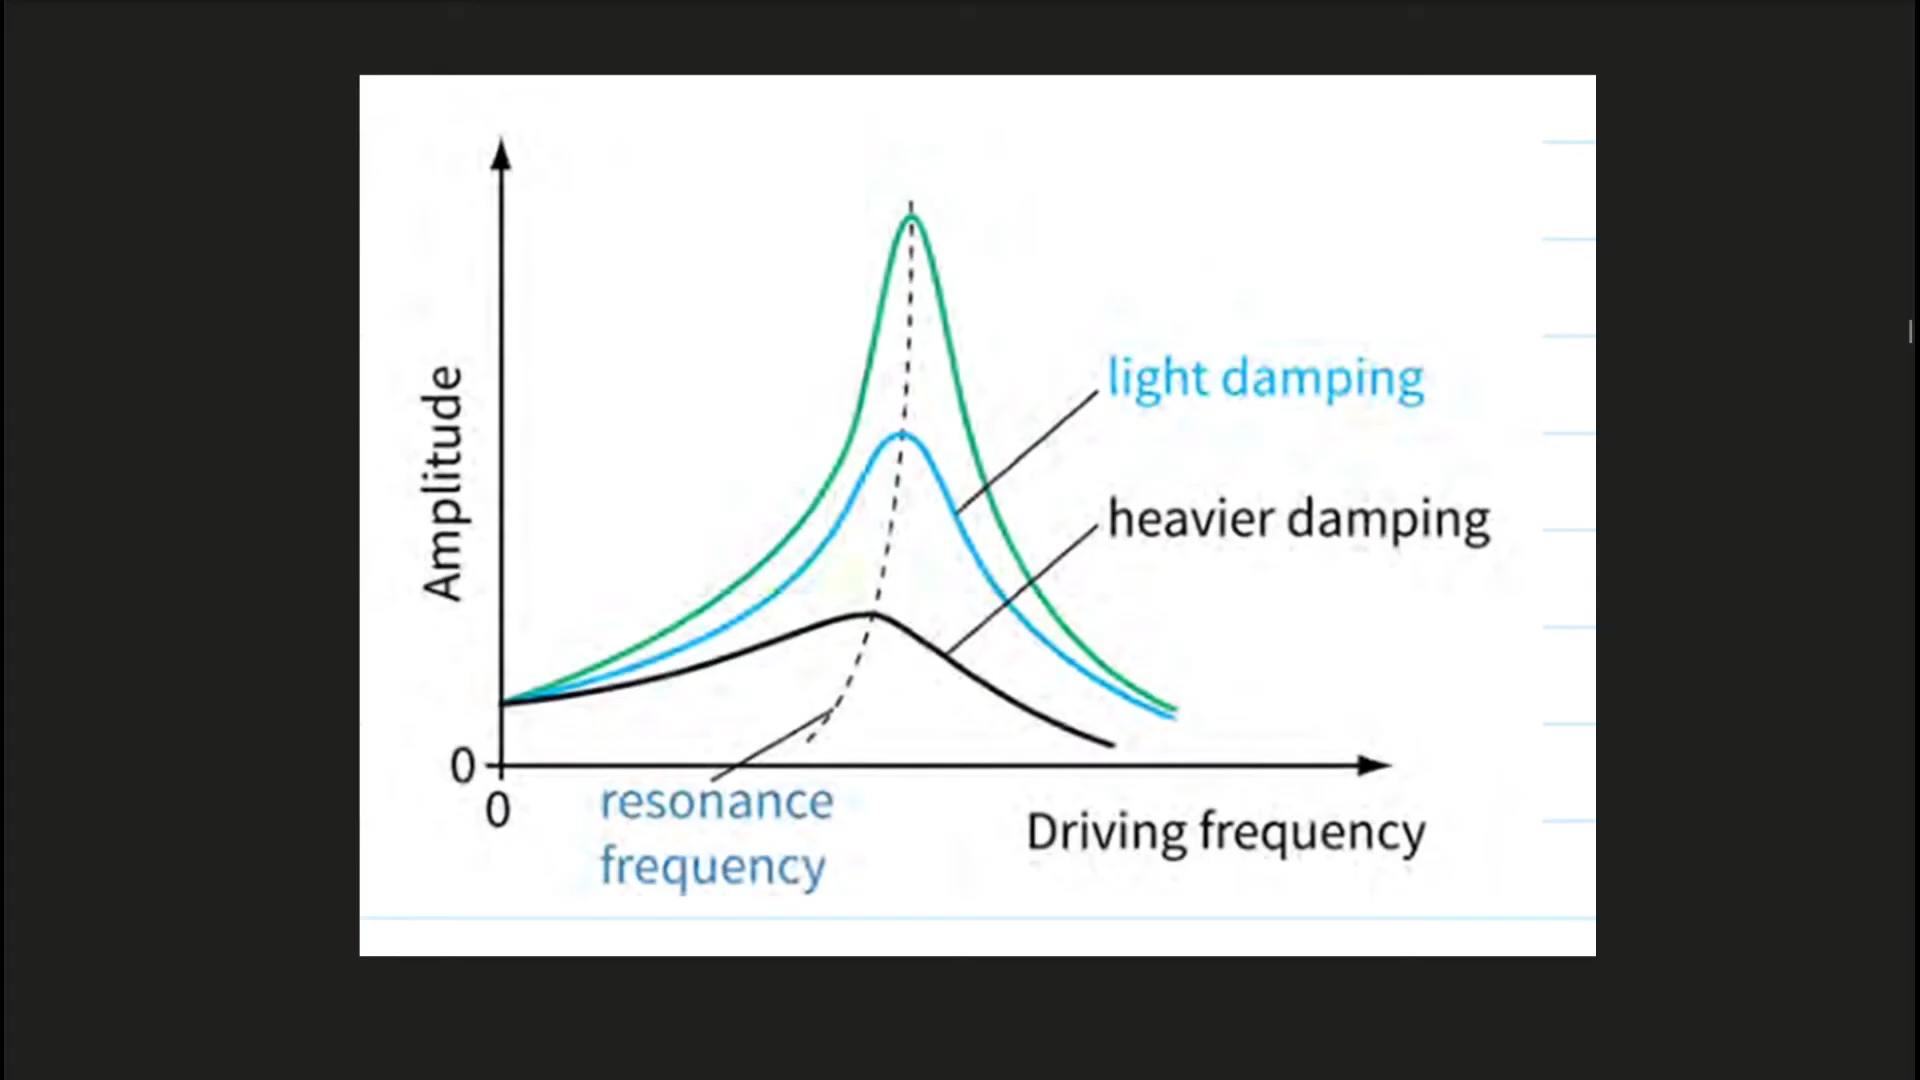 Amplitude
light damping
heavier damping
0
0
resonance
frequency
Driving frequency